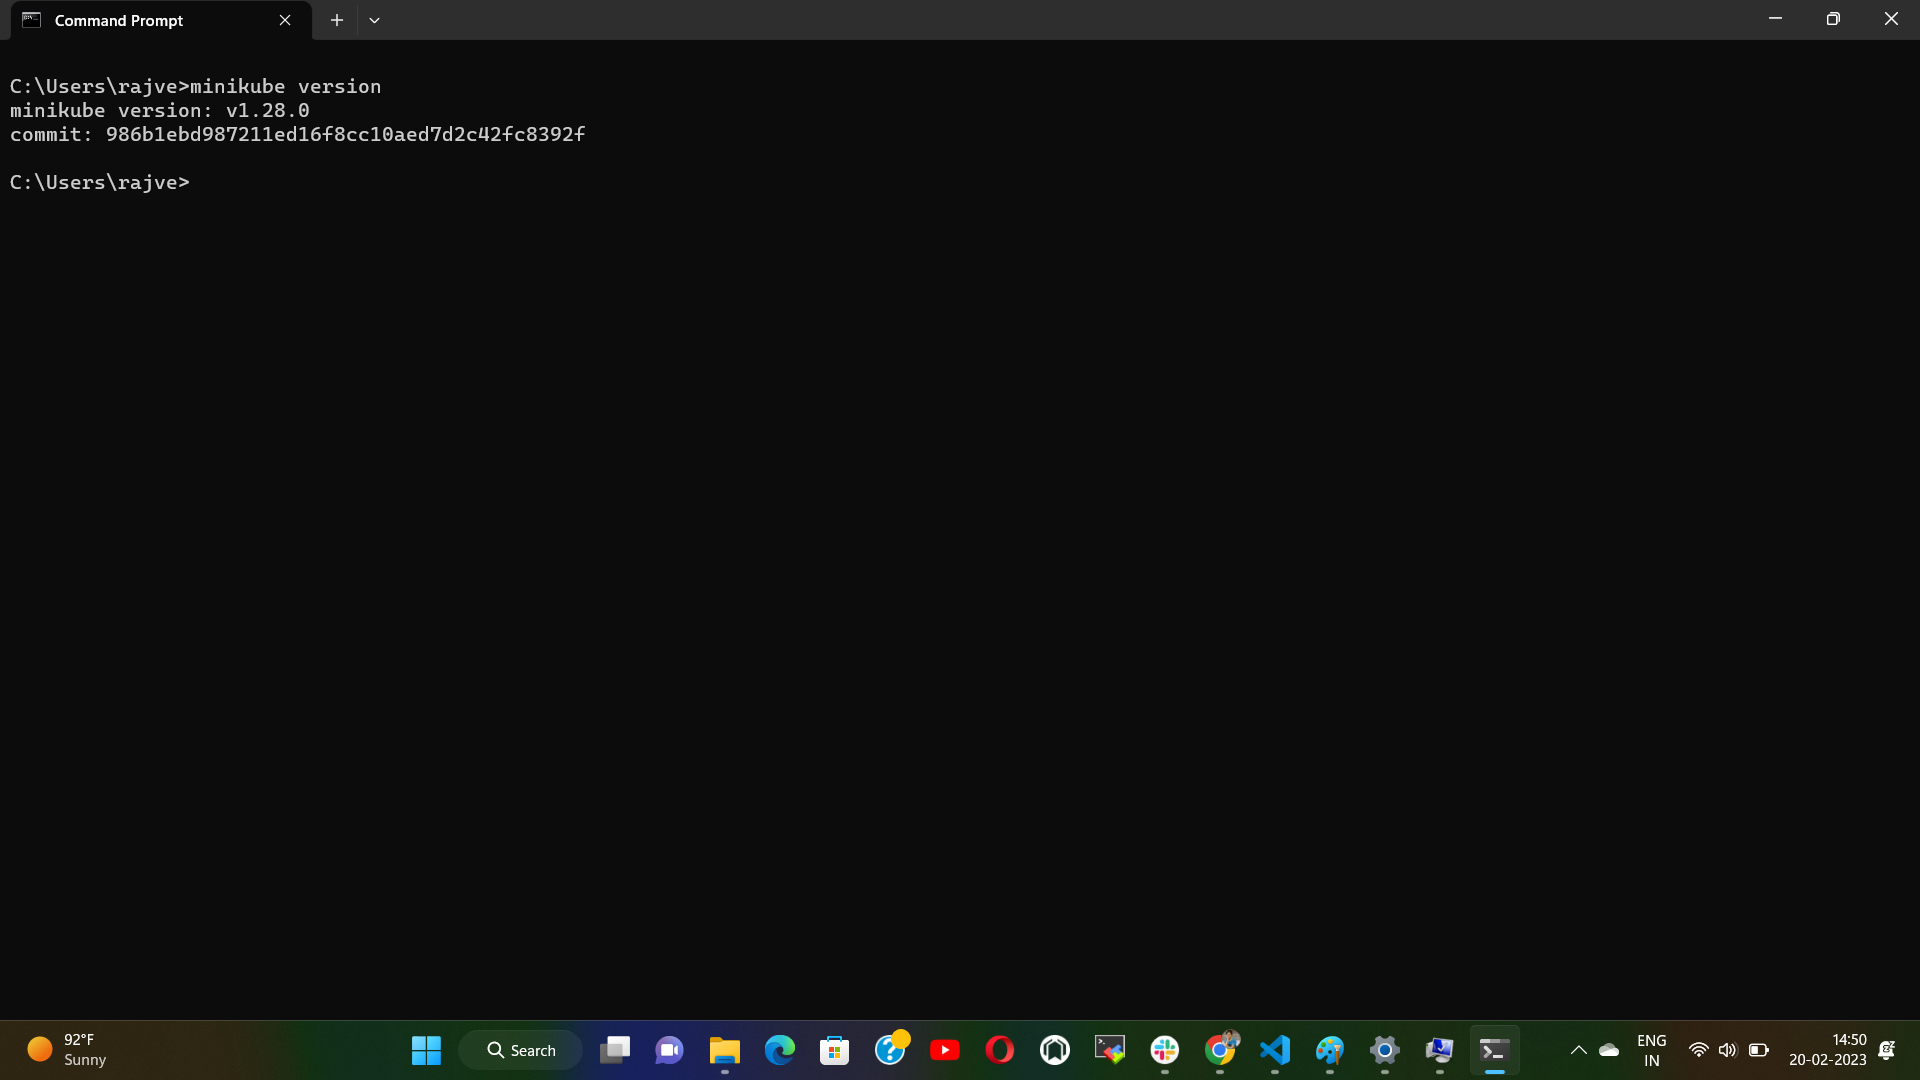 Command Prompt
C:\Users\rajve>minikube version
minikube version: v1.28.0
commit: 986b1ebd987211ed16f8cc10aed7d2c42fc8392f
C:\Users\rajve>
92°F
Sunny
Search
ENG
IN
14:50
20-02-2023